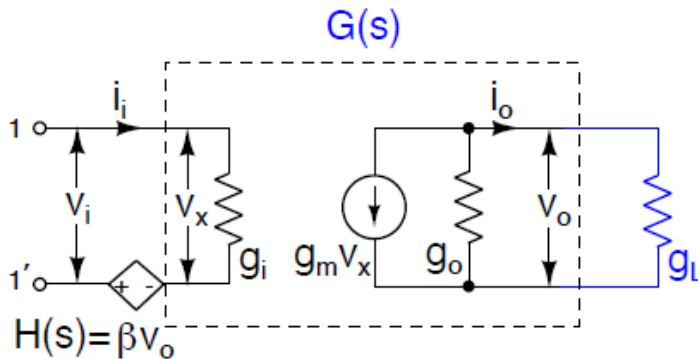 G(s)
1
i_i
i_o
v_i
v_x
g_i
g_m v_x
g_o
v_o
g_L
1'
+ -
H(s)=βv_o